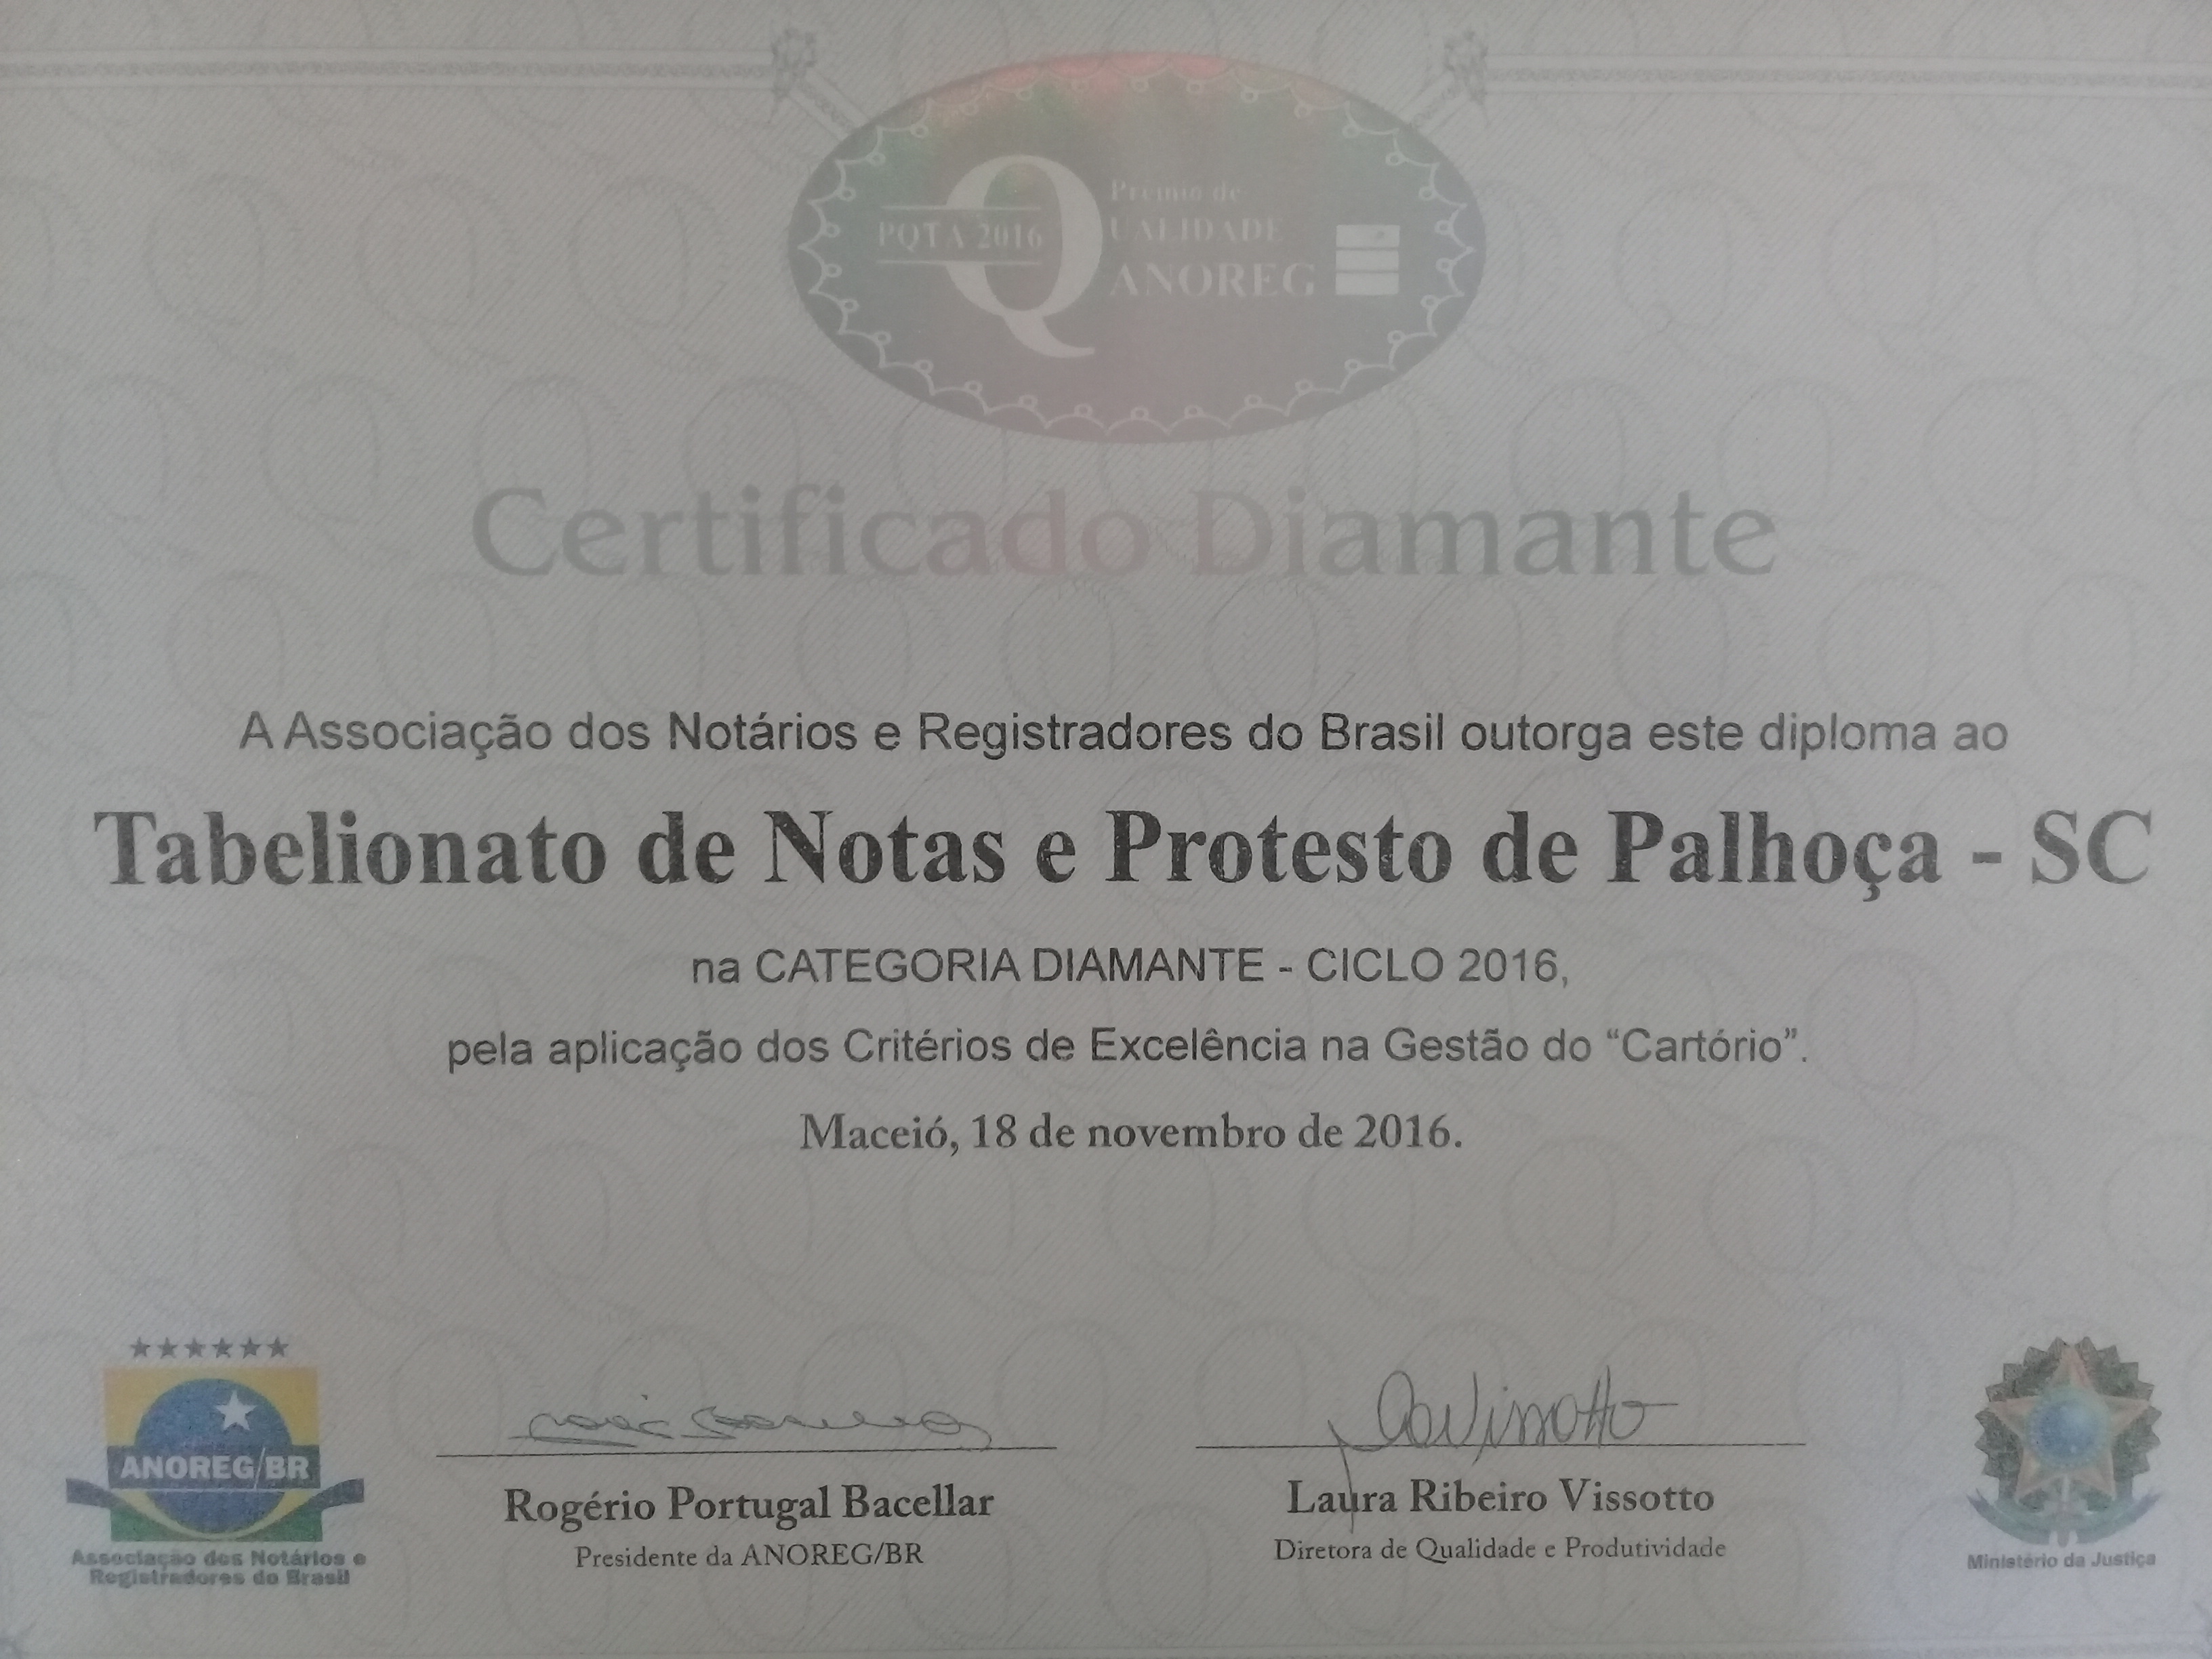 PQTA 2016
Prêmio de
QUALIDADE
ANOREG
Certificado Diamante
A Associação dos Notários e Registradores do Brasil outorga este diploma ao
Tabelionato de Notas e Protesto de Palhoça - SC
na CATEGORIA DIAMANTE - CICLO 2016,
pela aplicação dos Critérios de Excelência na Gestão do “Cartório”.
Maceió, 18 de novembro de 2016.
ANOREG/BR
Associação dos Notários e
Registradores do Brasil
Rogério Portugal Bacellar
Presidente da ANOREG/BR
Laura Ribeiro Vissotto
Diretora de Qualidade e Produtividade
Ministério da Justiça